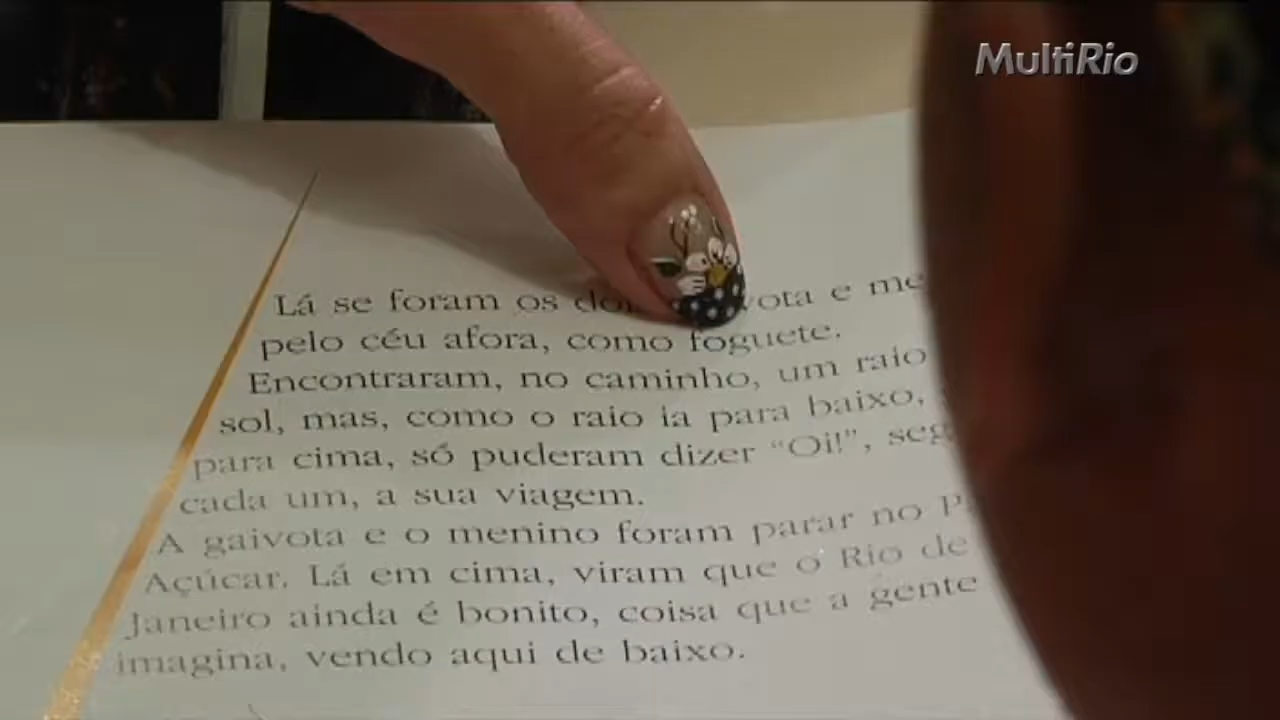 MultiRio
Lá se foram os e
pelo céu afora, como foguete.
Encontraram, no caminho, um raio
sol, mas, como o raio ia para baixo,
para cima, só puderam dizer “Oi!”,
cada um, a sua viagem.
A gaivota e o menino foram parar no
Açúcar. Lá em cima, viram que o Rio de
Janeiro ainda é bonito, coisa que a gente
imagina, vendo aqui de baixo.